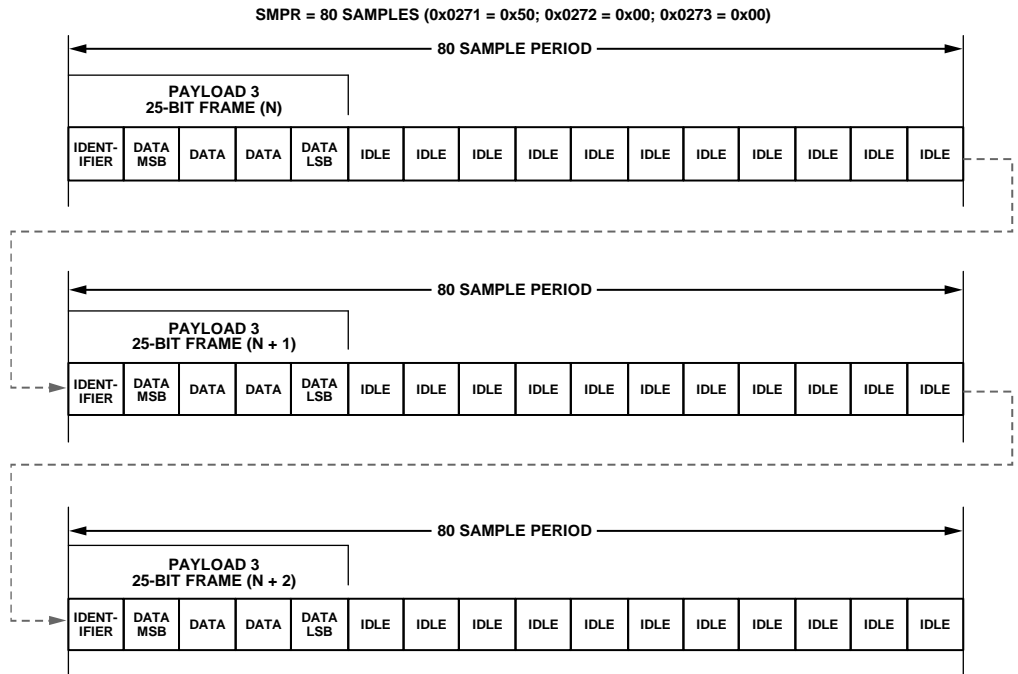 SMPR = 80 SAMPLES (0x0271 = 0x50; 0x0272 = 0x00; 0x0273 = 0x00)
80 SAMPLE PERIOD
PAYLOAD 3
25-BIT FRAME (N)
IDENT-
IFIER
DATA
MSB
DATA
DATA
DATA
LSB
IDLE
IDLE
IDLE
IDLE
IDLE
IDLE
IDLE
IDLE
IDLE
IDLE
IDLE
80 SAMPLE PERIOD
PAYLOAD 3
25-BIT FRAME (N + 1)
IDENT-
IFIER
DATA
MSB
DATA
DATA
DATA
LSB
IDLE
IDLE
IDLE
IDLE
IDLE
IDLE
IDLE
IDLE
IDLE
IDLE
IDLE
80 SAMPLE PERIOD
PAYLOAD 3
25-BIT FRAME (N + 2)
IDENT-
IFIER
DATA
MSB
DATA
DATA
DATA
LSB
IDLE
IDLE
IDLE
IDLE
IDLE
IDLE
IDLE
IDLE
IDLE
IDLE
IDLE